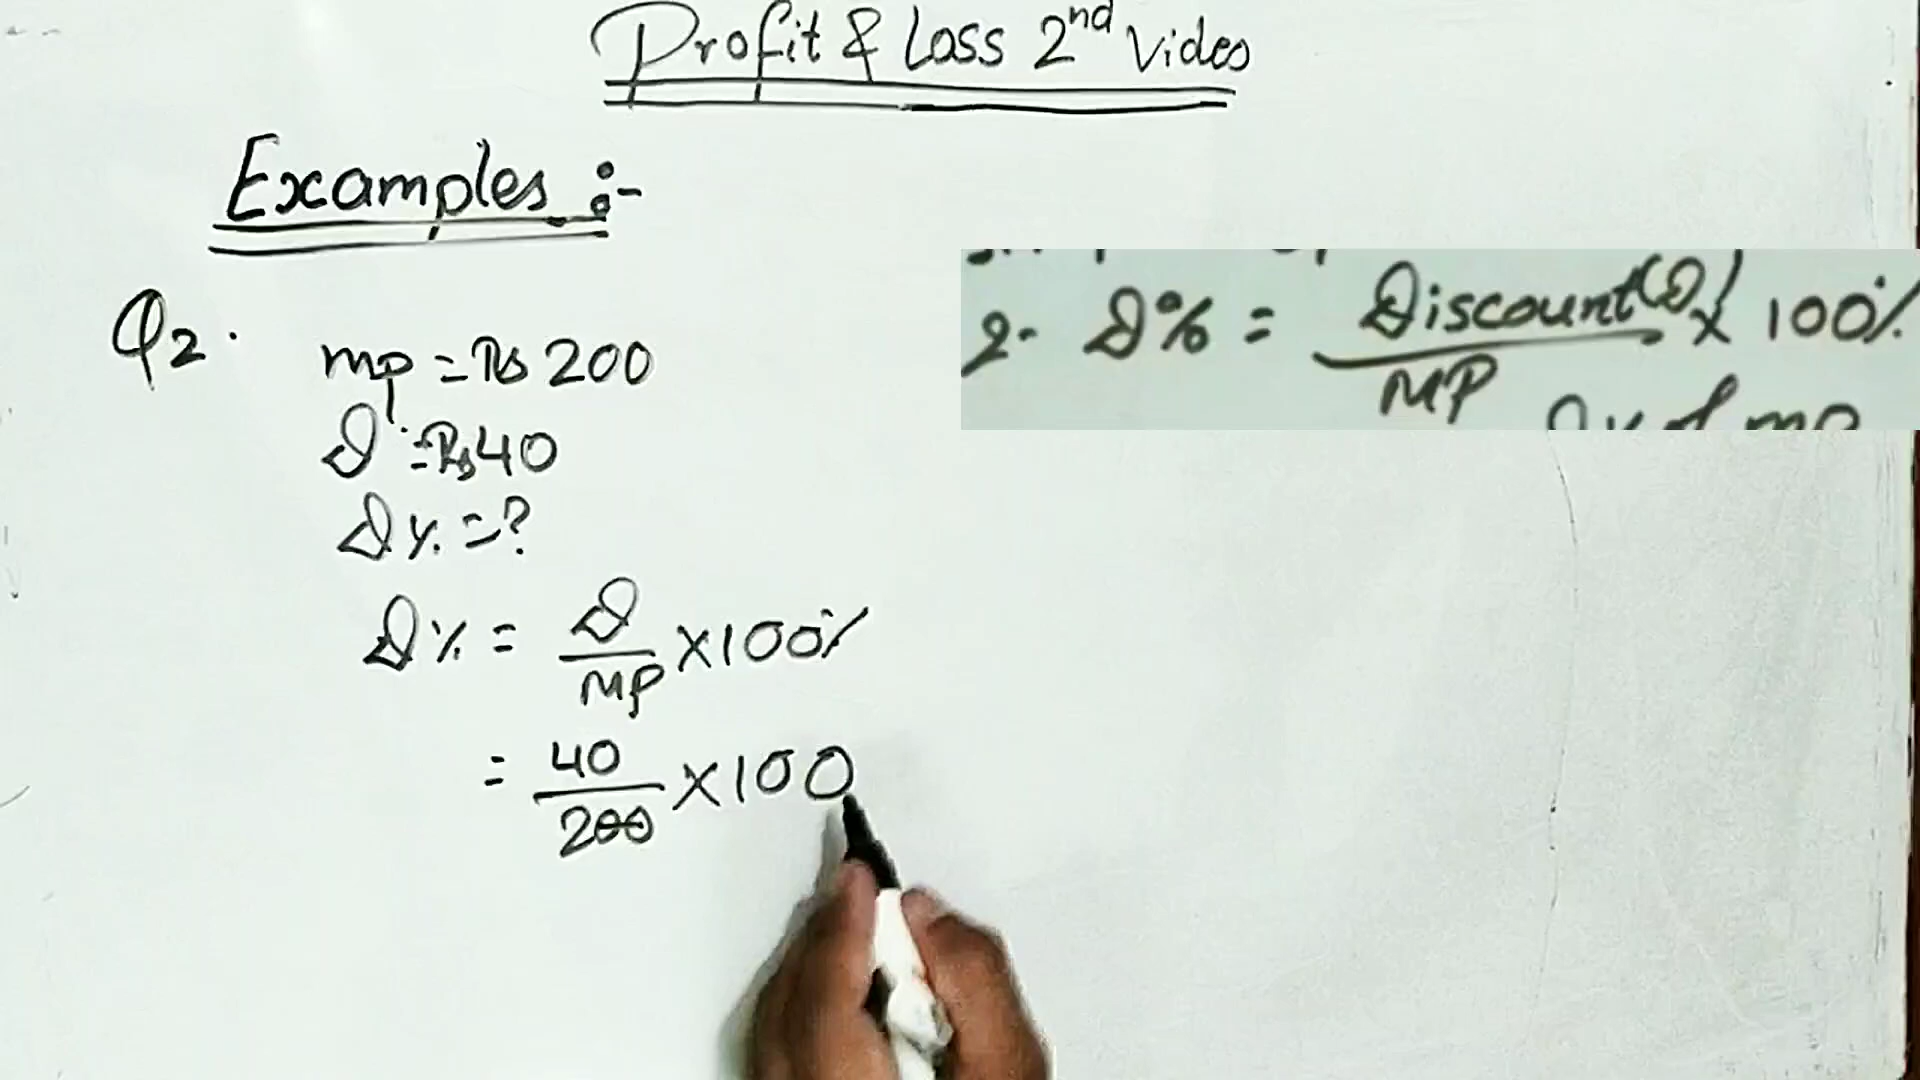 Profit & Loss 2nd Video
Examples :-
Q2.
mp = Rs 200
D = Rs 40
D% = ?
D% = D/MP × 100%
= 40/200 × 100
2. D% = Discount(D)/MP × 100%